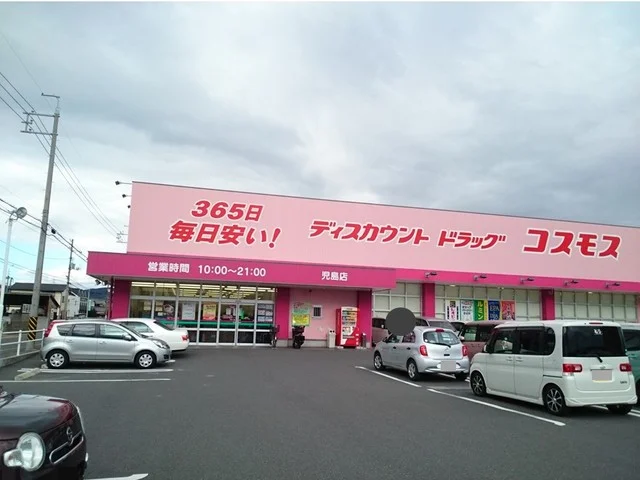 365日
毎日安い!
ディスカウント ドラッグ コスモス
営業時間 10:00～21:00
児島店